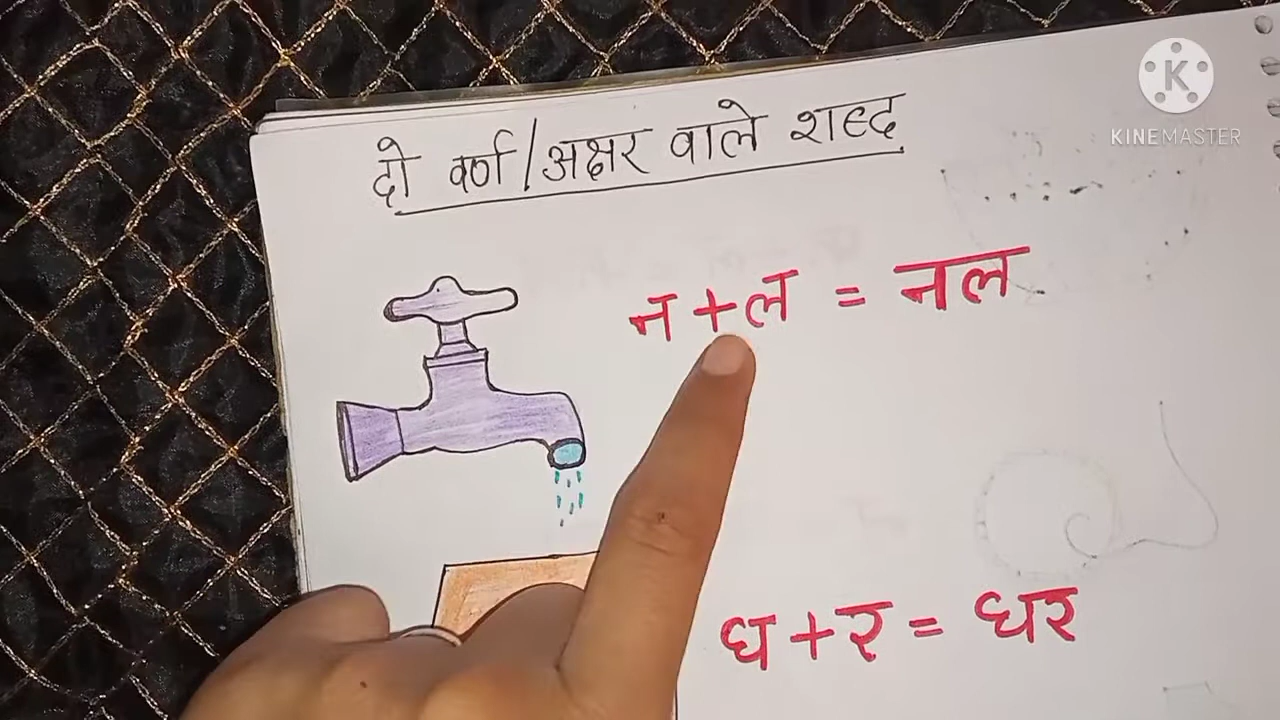 दो वर्ण/अक्षर वाले शब्द
न + ल = नल
घ + र = घर
KINEMASTER